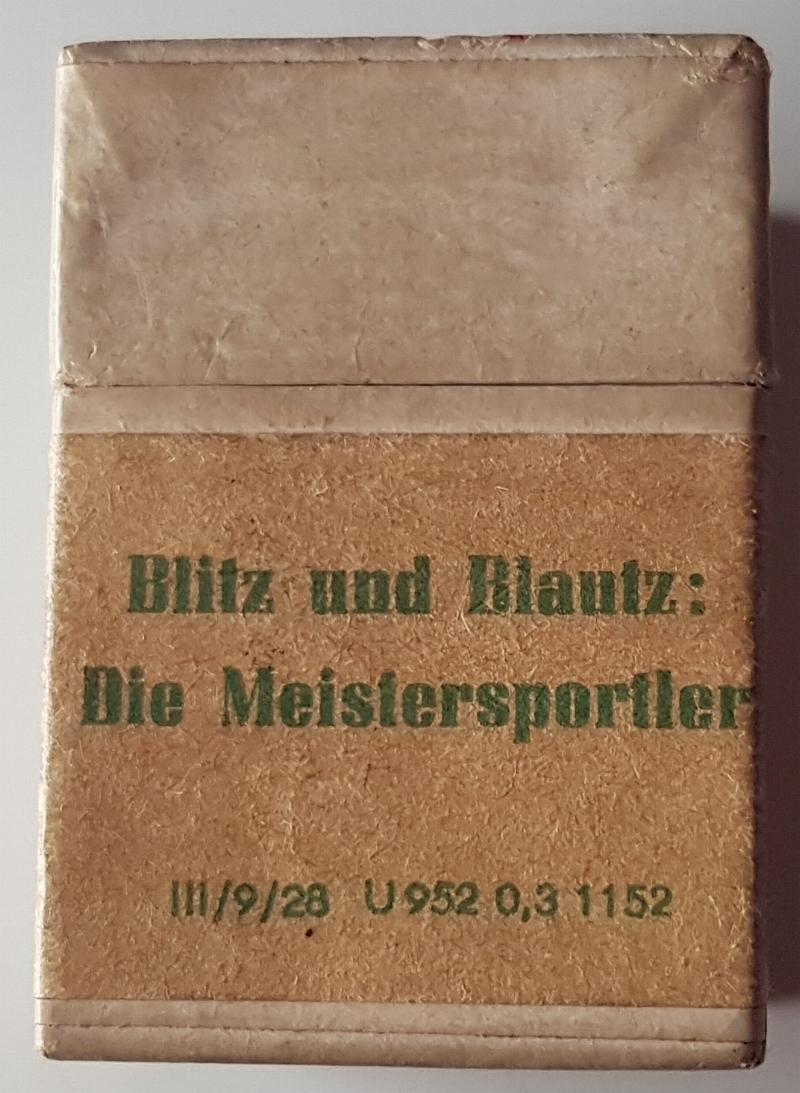 Blitz und Blautz:
Die Meistersportler
III/9/28 U 952 0,3 1152